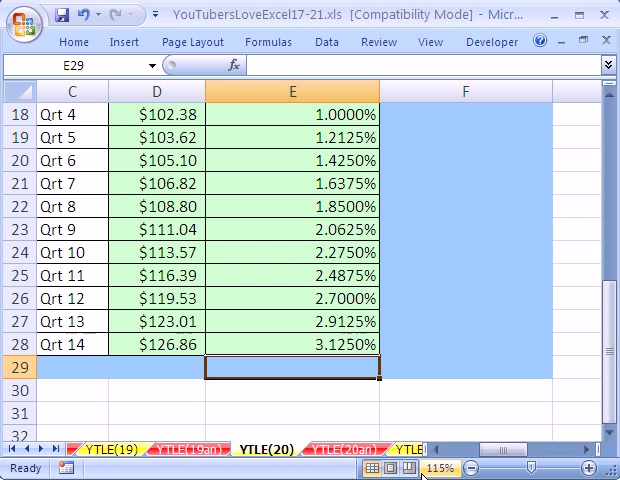 YouTubersLoveExcel17-21.xls [Compatibility Mode] - Micr...
Home Insert Page Layout Formulas Data Review View Developer
E29 fx
C D E F
18 Qrt 4 $102.38 1.0000%
19 Qrt 5 $103.62 1.2125%
20 Qrt 6 $105.10 1.4250%
21 Qrt 7 $106.82 1.6375%
22 Qrt 8 $108.80 1.8500%
23 Qrt 9 $111.04 2.0625%
24 Qrt 10 $113.57 2.2750%
25 Qrt 11 $116.39 2.4875%
26 Qrt 12 $119.53 2.7000%
27 Qrt 13 $123.01 2.9125%
28 Qrt 14 $126.86 3.1250%
29
30
31
32
YTLE(19) YTLE(19an) YTLE(20) YTLE(20an) YTLE
Ready 115%